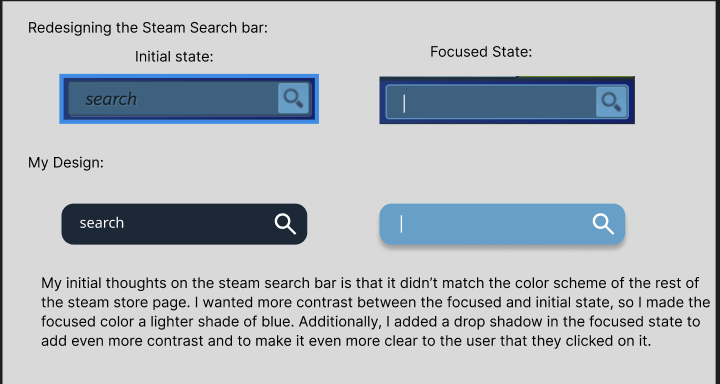 Redesigning the Steam Search bar:
Initial state:
Focused State:
search
My Design:
search
My initial thoughts on the steam search bar is that it didn’t match the color scheme of the rest of
the steam store page. I wanted more contrast between the focused and initial state, so I made the
focused color a lighter shade of blue. Additionally, I added a drop shadow in the focused state to
add even more contrast and to make it even more clear to the user that they clicked on it.